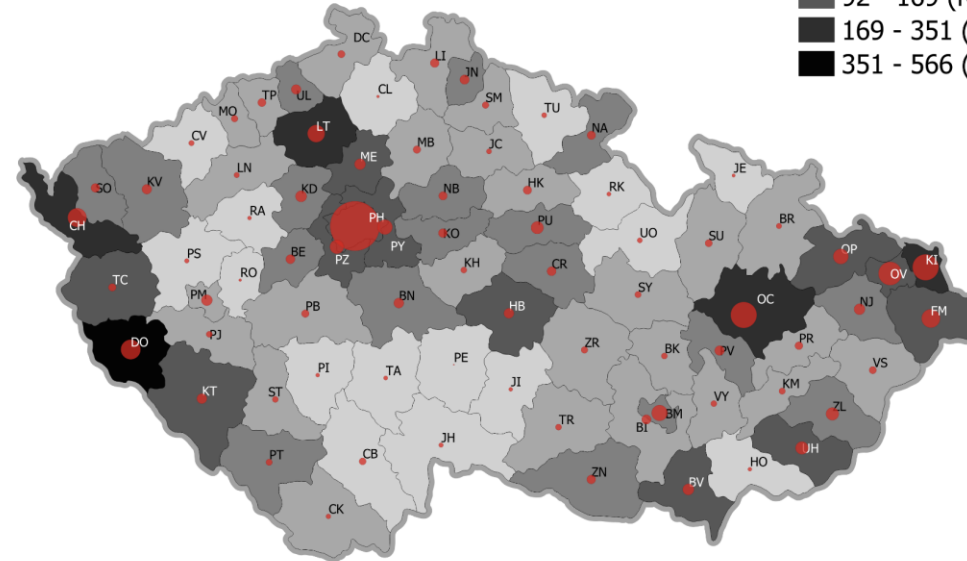 92 - 169 (
169 - 351 (
351 - 566 (
DC
LI
JN
CL
SM
TU
NA
UL
TP
MO
LT
CV
ME
MB
JC
JE
LN
SO
KV
KD
NB
HK
RK
RA
CH
PH
KO
PU
UO
SU
BR
OP
KI
OV
PS
BE
PZ
PY
KH
CR
TC
RO
PM
BN
HB
SY
OC
NJ
FM
PB
PJ
DO
ZR
BK
PV
PR
VS
PI
TA
PE
JI
KT
ST
KM
VY
ZL
TR
BI
BM
JH
UH
CB
PT
HO
ZN
BV
CK